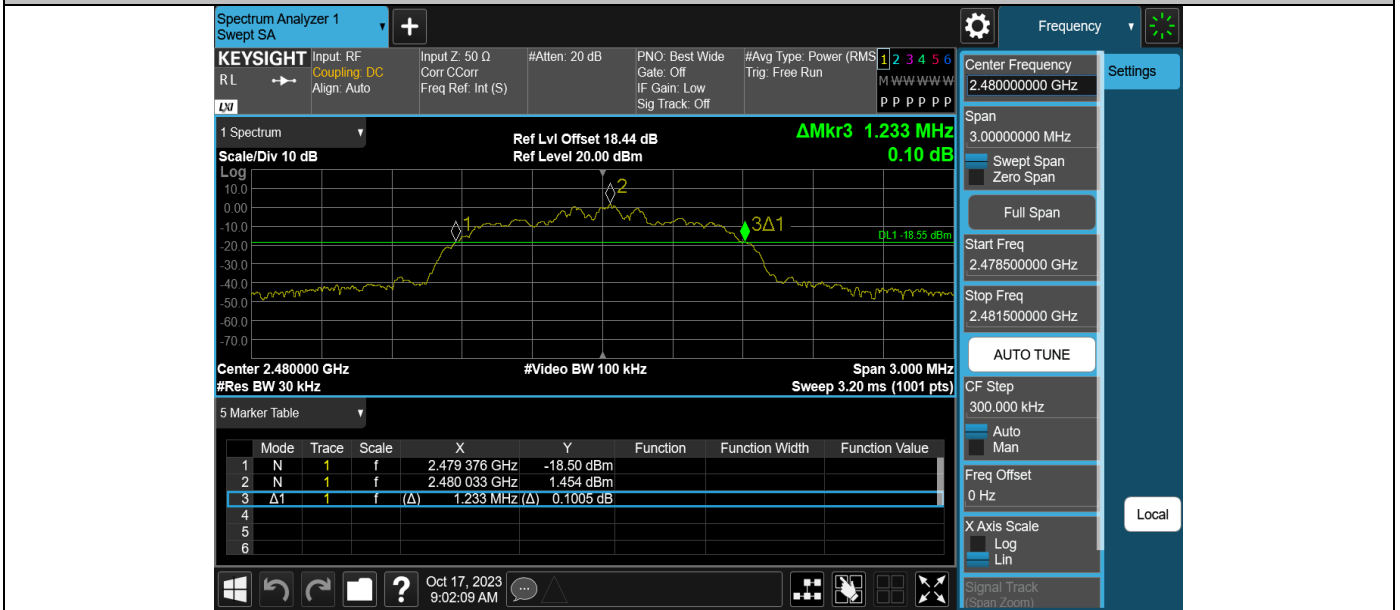 Spectrum Analyzer 1
Swept SA
+
Frequency
KEYSIGHT
RL
LXI
Input: RF
Coupling: DC
Align: Auto
Input Z: 50 Ω
Corr CCorr
Freq Ref: Int (S)
#Atten: 20 dB
PNO: Best Wide
Gate: Off
IF Gain: Low
Sig Track: Off
#Avg Type: Power (RMS
Trig: Free Run
1 2 3 4 5 6
M W W W W W
P P P P P P
1 Spectrum
Scale/Div 10 dB
Log
Ref Lvl Offset 18.44 dB
Ref Level 20.00 dBm
ΔMkr3 1.233 MHz
0.10 dB
10.0
0.00
-10.0
-20.0
-30.0
-40.0
-50.0
-60.0
-70.0
1
2
3Δ1
DL1 -18.55 dBm
Center 2.480000 GHz
#Video BW 100 kHz
Span 3.000 MHz
#Res BW 30 kHz
Sweep 3.20 ms (1001 pts)
5 Marker Table
Mode Trace Scale X Y Function Function Width Function Value
1 N 1 f 2.479 376 GHz -18.50 dBm
2 N 1 f 2.480 033 GHz 1.454 dBm
3 Δ1 1 f (Δ) 1.233 MHz (Δ) 0.1005 dB
4
5
6
?
Oct 17, 2023
9:02:09 AM
Center Frequency
2.480000000 GHz
Span
3.00000000 MHz
Swept Span
Zero Span
Full Span
Start Freq
2.478500000 GHz
Stop Freq
2.481500000 GHz
AUTO TUNE
CF Step
300.000 kHz
Auto
Man
Freq Offset
0 Hz
X Axis Scale
Log
Lin
Signal Track
(Span Zoom)
Settings
Local